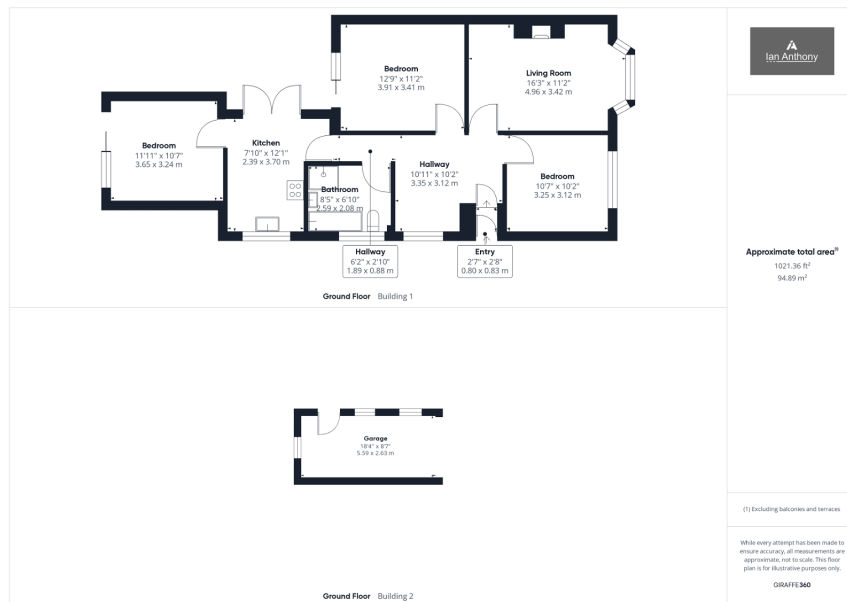 Bedroom
12'9" x 11'2"
3.91 x 3.41 m
Living Room
16'3" x 11'2"
4.96 x 3.42 m
Bedroom
11'11" x 10'7"
3.65 x 3.24 m
Kitchen
7'10" x 12'1"
2.39 x 3.70 m
Hallway
10'11" x 10'2"
3.35 x 3.12 m
Bedroom
10'7" x 10'2"
3.25 x 3.12 m
Bathroom
8'5" x 6'10"
2.59 x 2.08 m
Hallway
6'2" x 2'10"
1.89 x 0.88 m
Entry
2'7" x 2'8"
0.80 x 0.83 m
Ground Floor Building 1
Garage
18'4" x 8'7"
5.59 x 2.63 m
Ground Floor Building 2
Ian Anthony
Approximate total area(1)
1021.36 ft²
94.89 m²
(1) Excluding balconies and terraces
While every attempt has been made to
ensure accuracy, all measurements are
approximate, not to scale. This floor
plan is for illustrative purposes only.
GIRAFFE360